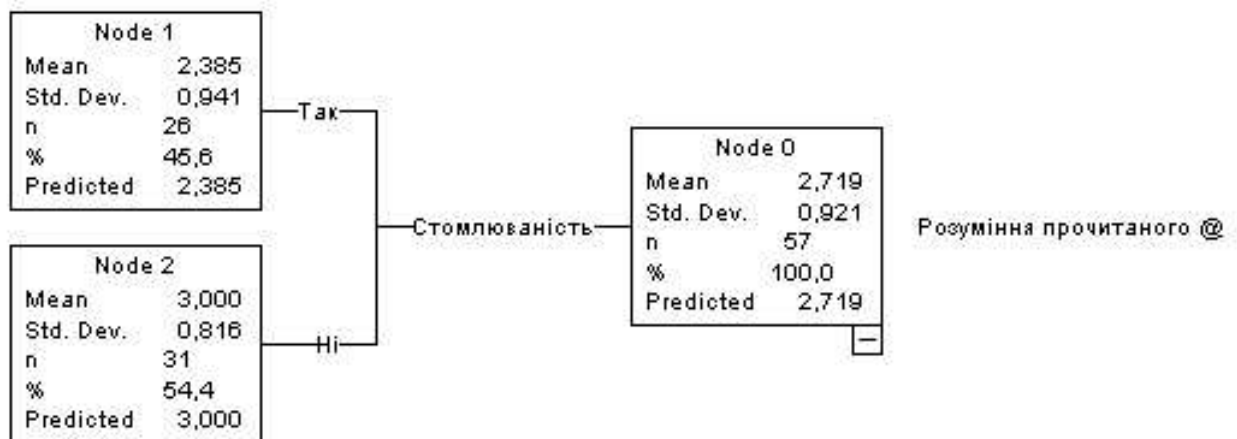 Node 1
Mean 2,385
Std. Dev. 0,941
n 26
% 45,6
Predicted 2,385
Так
Node 0
Mean 2,719
Std. Dev. 0,921
n 57
% 100,0
Predicted 2,719
Стомлюваність
Розуміння прочитаного @
Node 2
Mean 3,000
Std. Dev. 0,816
n 31
% 54,4
Predicted 3,000
Ні